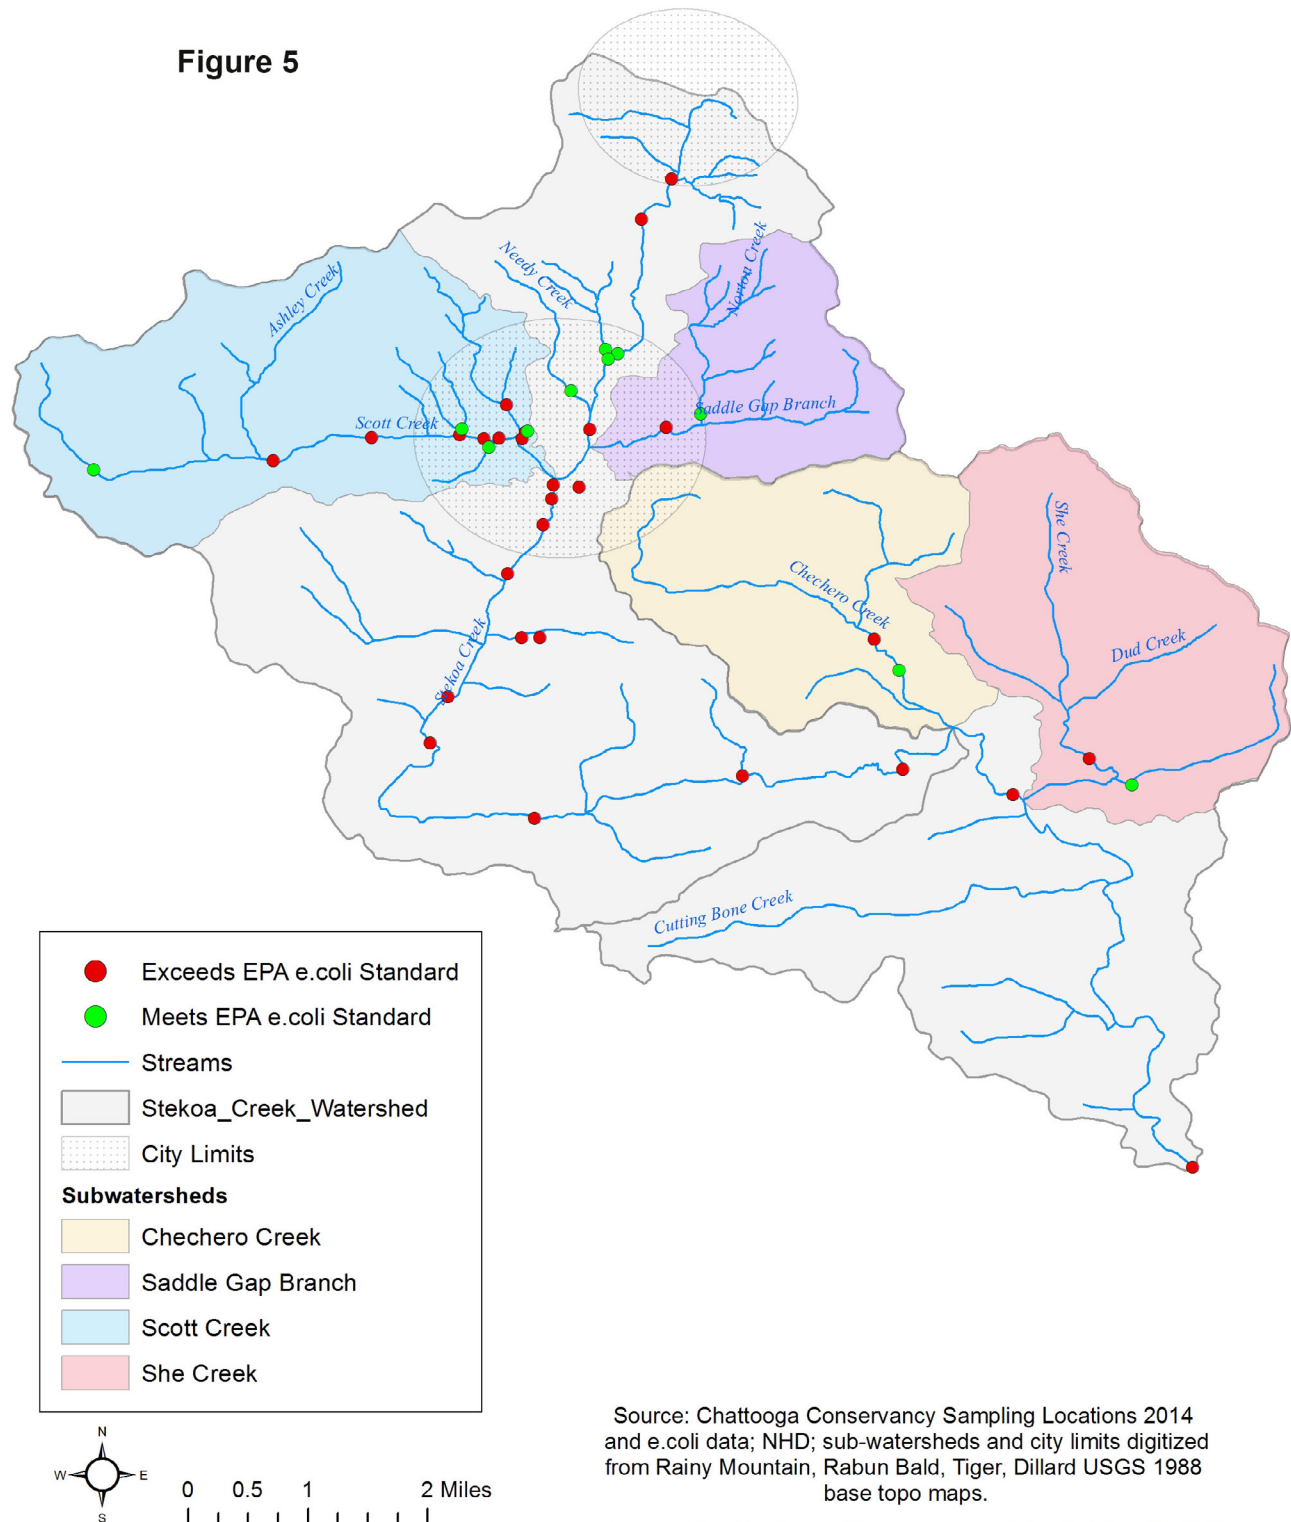 Figure 5
Needy Creek
Norton Creek
Ashley Creek
Saddle Gap Branch
Scott Creek
She Creek
Chechero Creek
Dud Creek
Stekoa Creek
Cutting Bone Creek
Exceeds EPA e.coli Standard
Meets EPA e.coli Standard
Streams
Stekoa_Creek_Watershed
City Limits
Subwatersheds
Chechero Creek
Saddle Gap Branch
Scott Creek
She Creek
N
W E
S
0 0.5 1 2 Miles
Source: Chattooga Conservancy Sampling Locations 2014
and e.coli data; NHD; sub-watersheds and city limits digitized
from Rainy Mountain, Rabun Bald, Tiger, Dillard USGS 1988
base topo maps.